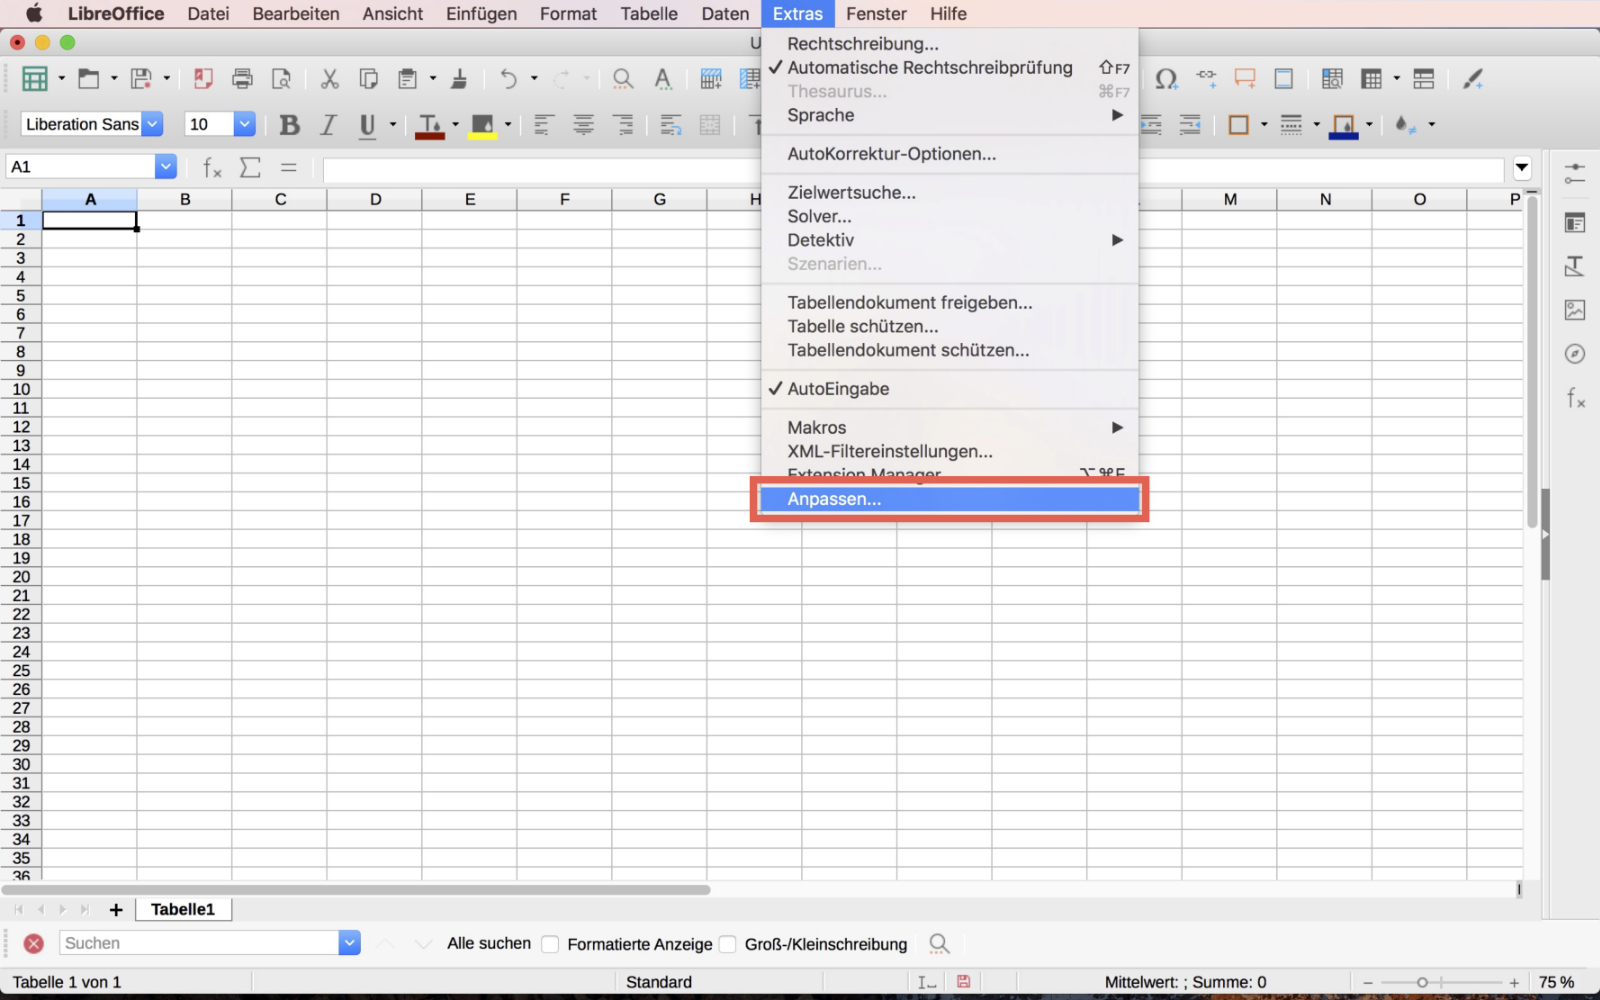 LibreOffice Datei Bearbeiten Ansicht Einfügen Format Tabelle Daten Extras Fenster Hilfe
U
Rechtschreibung...
✓ Automatische Rechtschreibprüfung ⇧F7
Thesaurus... ⌘F7
Sprache
AutoKorrektur-Optionen...
Zielwertsuche...
Solver...
Detektiv
Szenarien...
Tabellendokument freigeben...
Tabelle schützen...
Tabellendokument schützen...
✓ AutoEingabe
Makros
XML-Filtereinstellungen...
Extension Manager... ⌥⌘E
Anpassen...
Liberation Sans 10 B I U
A1 fx Σ =
A B C D E F G H M N O P
1
2
3
4
5
6
7
8
9
10
11
12
13
14
15
16
17
18
19
20
21
22
23
24
25
26
27
28
29
30
31
32
33
34
35
36
+ Tabelle1
Suchen Alle suchen Formatierte Anzeige Groß-/Kleinschreibung
Tabelle 1 von 1 Standard Mittelwert: ; Summe: 0 − + 75 %